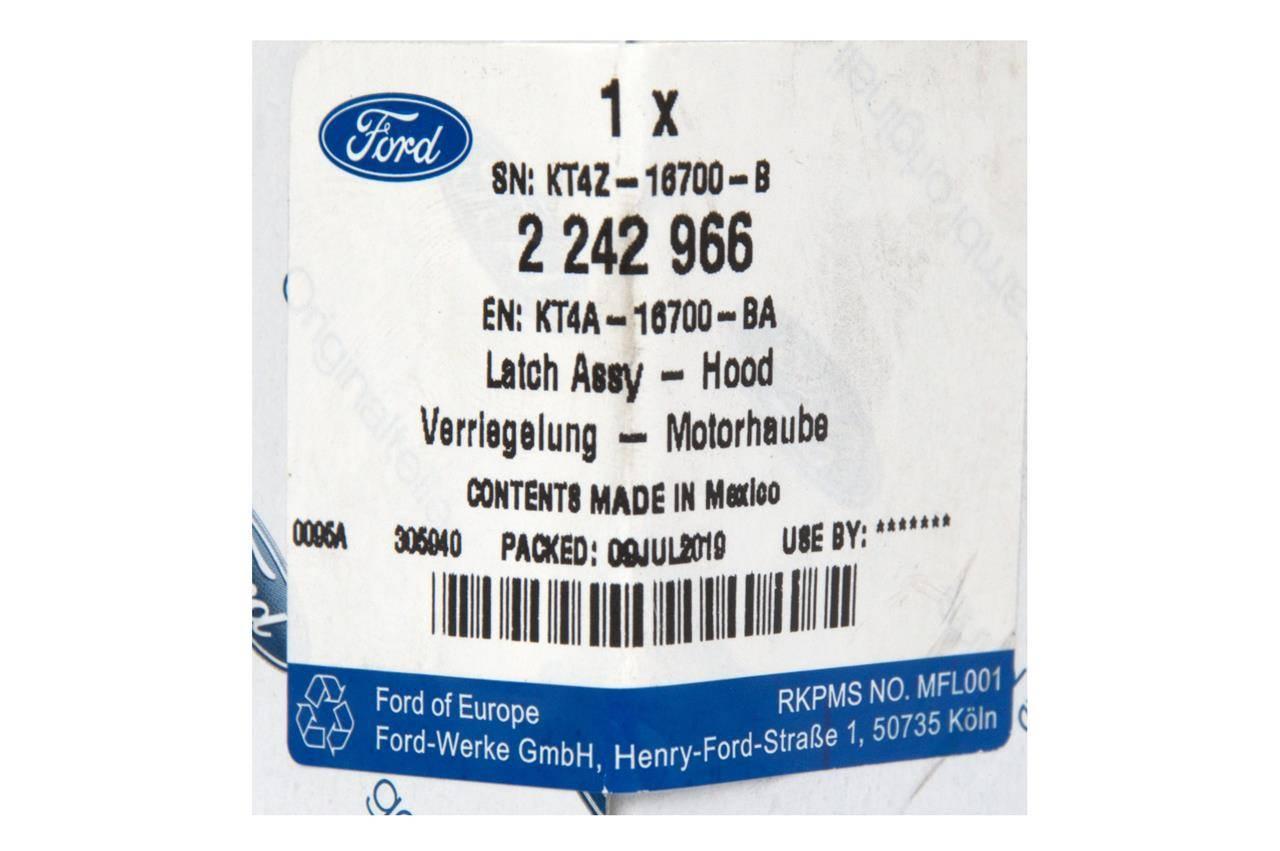 Ford
1 x
SN: KT4Z-16700-B
2 242 966
EN: KT4A-16700-BA
Latch Assy - Hood
Verriegelung - Motorhaube
CONTENTS MADE IN Mexico
0095A 305940 PACKED: 09JUL2019 USE BY: *******
Ford of Europe
RKPMS NO. MFL001
Ford-Werke GmbH, Henry-Ford-Straße 1, 50735 Köln